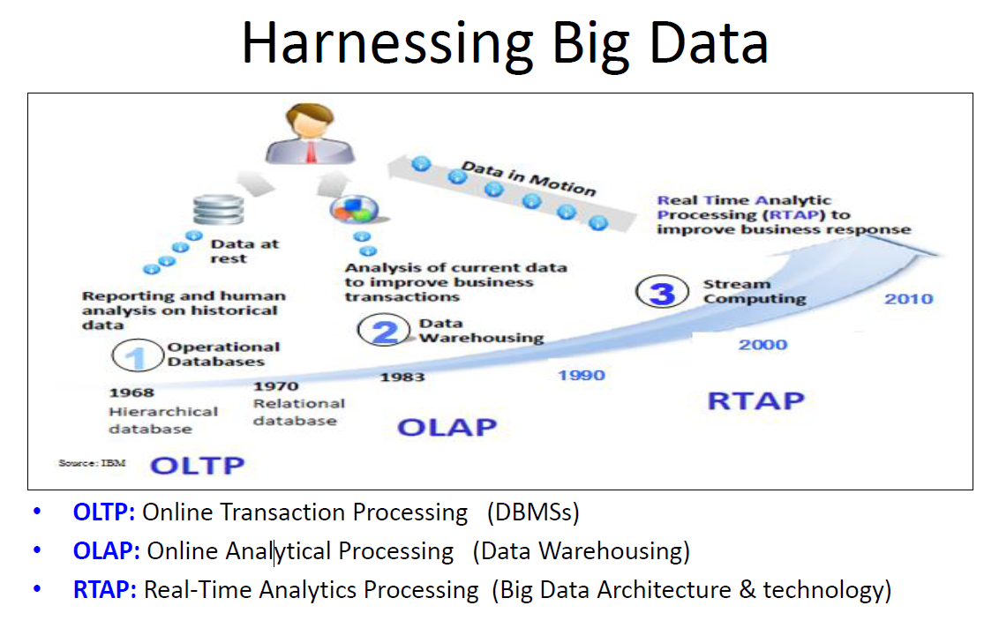 Harnessing Big Data
Data in Motion
Real Time Analytic
Processing (RTAP) to
improve business response
Data at
rest
Analysis of current data
to improve business
transactions
Reporting and human
analysis on historical
data
3 Stream
Computing
2010
2 Data
Warehousing
1 Operational
Databases
2000
1990
1983
1970
Relational
database
1968
Hierarchical
database
RTAP
OLAP
OLTP
Source: IBM
• OLTP: Online Transaction Processing (DBMSs)
• OLAP: Online Analytical Processing (Data Warehousing)
• RTAP: Real-Time Analytics Processing (Big Data Architecture & technology)